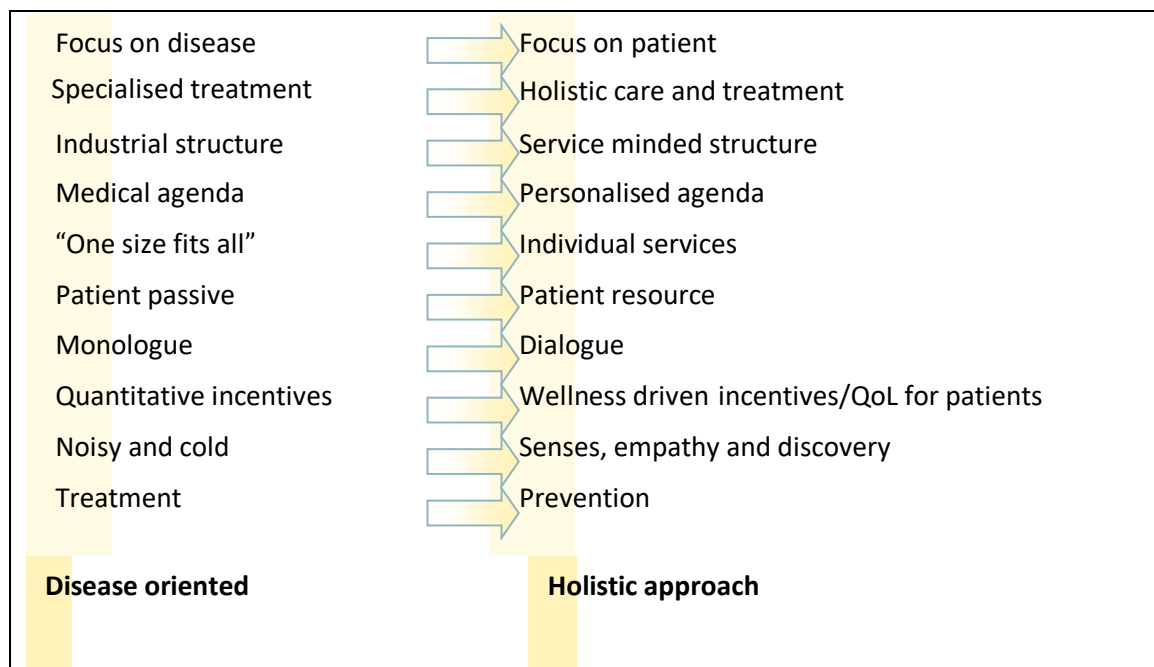 Focus on disease Focus on patient
Specialised treatment Holistic care and treatment
Industrial structure Service minded structure
Medical agenda Personalised agenda
“One size fits all” Individual services
Patient passive Patient resource
Monologue Dialogue
Quantitative incentives Wellness driven incentives/QoL for patients
Noisy and cold Senses, empathy and discovery
Treatment Prevention
Disease oriented Holistic approach